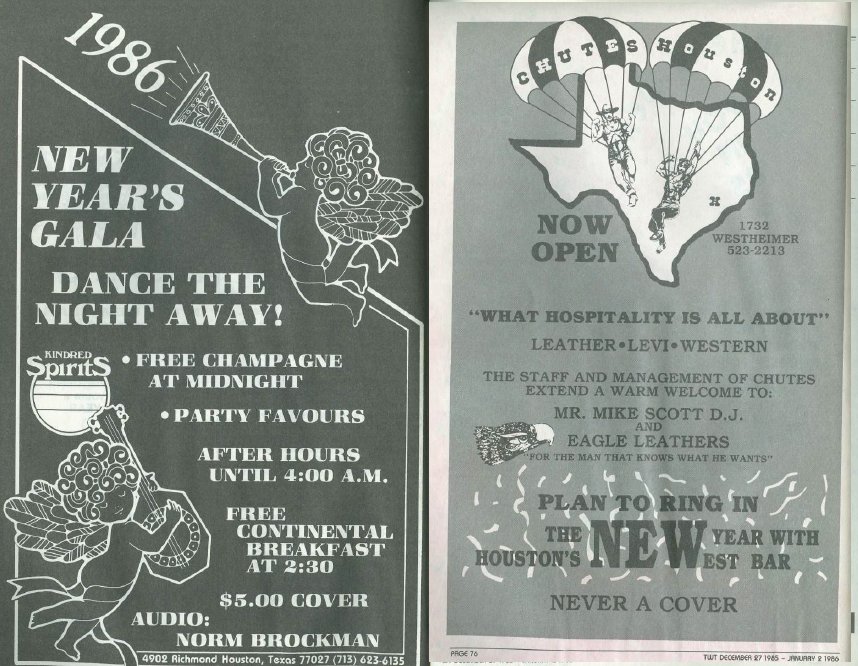 1986
NEW
YEAR'S
GALA
DANCE THE
NIGHT AWAY!
KINDRED
SpiritS
• FREE CHAMPAGNE
AT MIDNIGHT
• PARTY FAVOURS
AFTER HOURS
UNTIL 4:00 A.M.
FREE
CONTINENTAL
BREAKFAST
AT 2:30
$5.00 COVER
AUDIO:
NORM BROCKMAN
4902 Richmond Houston, Texas 77027 (713) 623-6135
CHUTES HOUSTON
NOW
OPEN
X
1732
WESTHEIMER
523-2213
"WHAT HOSPITALITY IS ALL ABOUT"
LEATHER•LEVI•WESTERN
THE STAFF AND MANAGEMENT OF CHUTES
EXTEND A WARM WELCOME TO:
MR. MIKE SCOTT D.J.
AND
EAGLE LEATHERS
"FOR THE MAN THAT KNOWS WHAT HE WANTS"
PLAN TO RING IN
THE NEW YEAR WITH
HOUSTON'S NEWEST BAR
NEVER A COVER
PAGE 76
TWT DECEMBER 27 1985 – JANUARY 2 1986